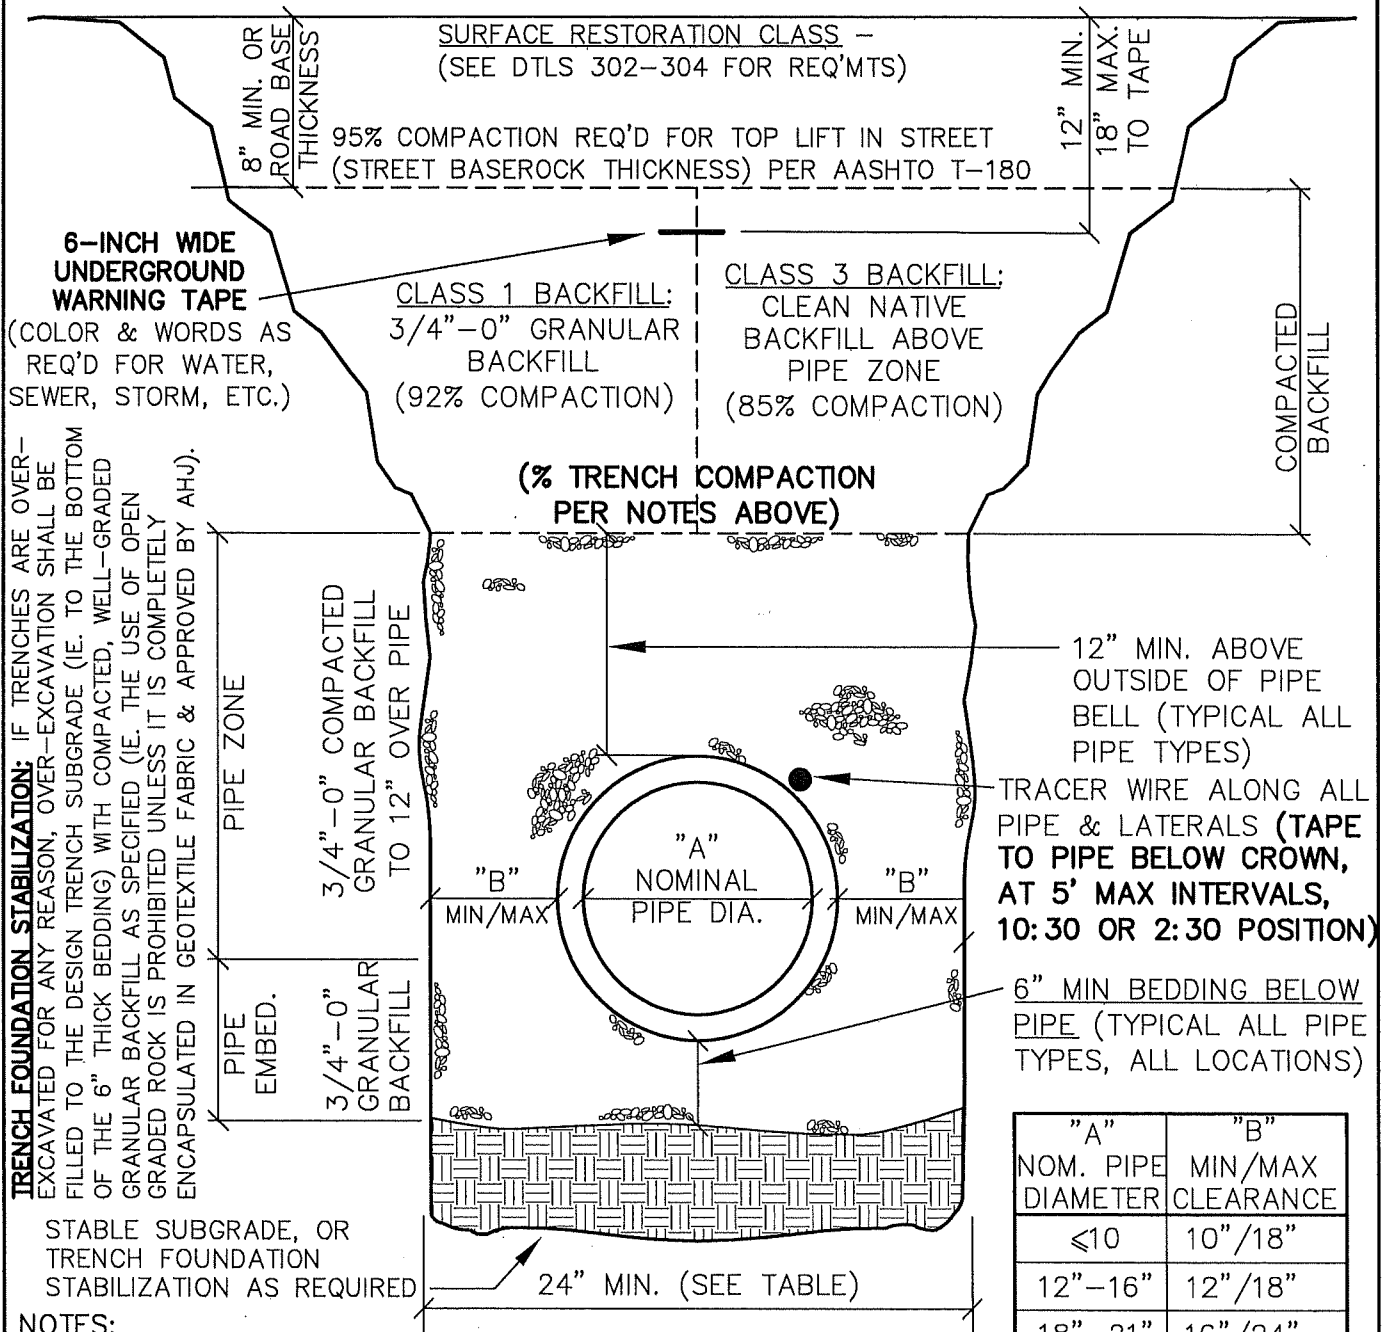 8" MIN. OR
ROAD BASE
THICKNESS
SURFACE RESTORATION CLASS –
(SEE DTLS 302–304 FOR REQ'MTS)
12" MIN.
18" MAX.
TO TAPE
95% COMPACTION REQ'D FOR TOP LIFT IN STREET
(STREET BASEROCK THICKNESS) PER AASHTO T–180
6–INCH WIDE
UNDERGROUND
WARNING TAPE
(COLOR & WORDS AS
REQ'D FOR WATER,
SEWER, STORM, ETC.)
CLASS 1 BACKFILL:
3/4"–0" GRANULAR
BACKFILL
(92% COMPACTION)
CLASS 3 BACKFILL:
CLEAN NATIVE
BACKFILL ABOVE
PIPE ZONE
(85% COMPACTION)
COMPACTED
BACKFILL
(% TRENCH COMPACTION
PER NOTES ABOVE)
TRENCH FOUNDATION STABILIZATION: IF TRENCHES ARE OVER–
EXCAVATED FOR ANY REASON, OVER–EXCAVATION SHALL BE
FILLED TO THE DESIGN TRENCH SUBGRADE (IE. TO THE BOTTOM
OF THE 6" THICK BEDDING) WITH COMPACTED, WELL–GRADED
GRANULAR BACKFILL AS SPECIFIED (IE. THE USE OF OPEN
GRADED ROCK IS PROHIBITED UNLESS IT IS COMPLETELY
ENCAPSULATED IN GEOTEXTILE FABRIC & APPROVED BY AHJ).
PIPE ZONE
3/4"–0" COMPACTED
GRANULAR BACKFILL
TO 12" OVER PIPE
12" MIN. ABOVE
OUTSIDE OF PIPE
BELL (TYPICAL ALL
PIPE TYPES)
TRACER WIRE ALONG ALL
PIPE & LATERALS (TAPE
TO PIPE BELOW CROWN,
AT 5' MAX INTERVALS,
10:30 OR 2:30 POSITION)
"B"
MIN/MAX
"A"
NOMINAL
PIPE DIA.
"B"
MIN/MAX
PIPE
EMBED.
3/4"–0"
GRANULAR
BACKFILL
6" MIN BEDDING BELOW
PIPE (TYPICAL ALL PIPE
TYPES, ALL LOCATIONS)
STABLE SUBGRADE, OR
TRENCH FOUNDATION
STABILIZATION AS REQUIRED
24" MIN. (SEE TABLE)
"A" "B"
NOM. PIPE MIN/MAX
DIAMETER CLEARANCE
⩽10 10"/18"
12"–16" 12"/18"
18"–21" 16"/24"
NOTES: